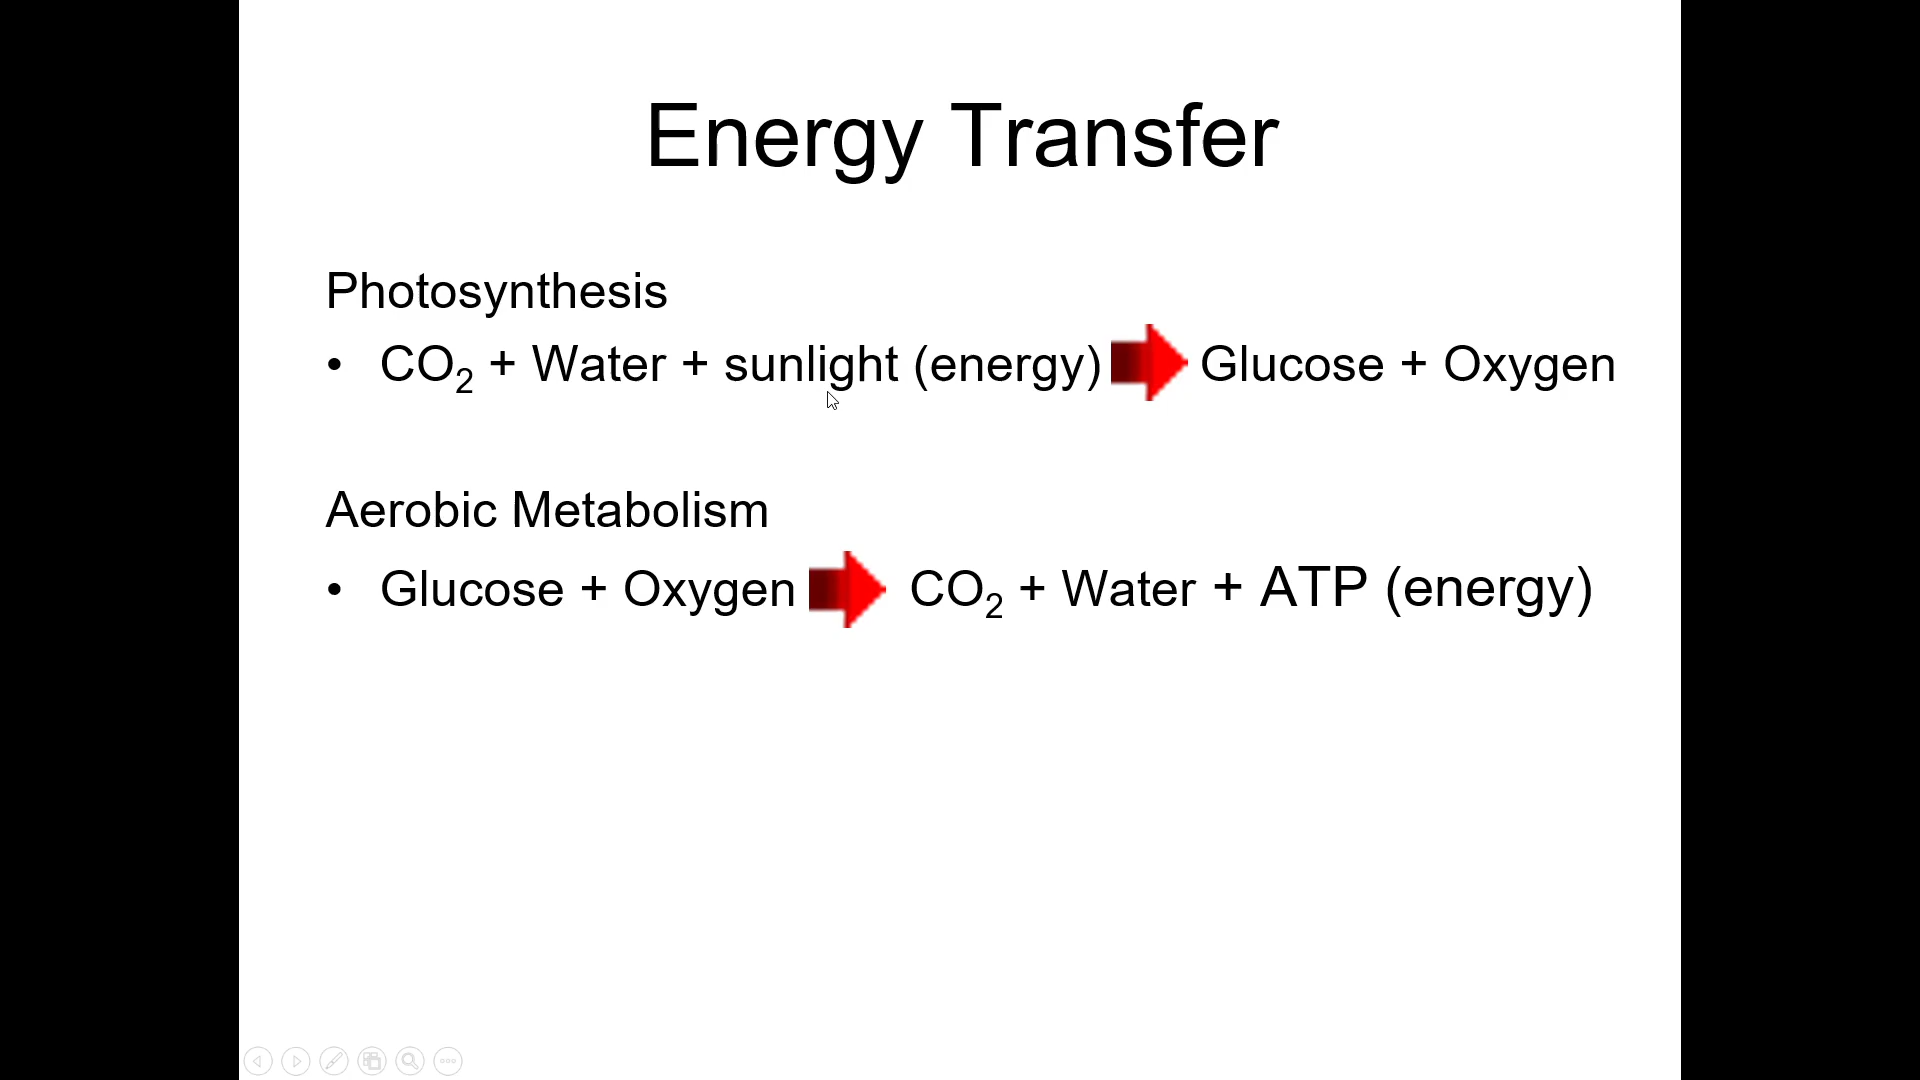 Energy Transfer
Photosynthesis
• CO₂ + Water + sunlight (energy) Glucose + Oxygen
Aerobic Metabolism
• Glucose + Oxygen CO₂ + Water + ATP (energy)